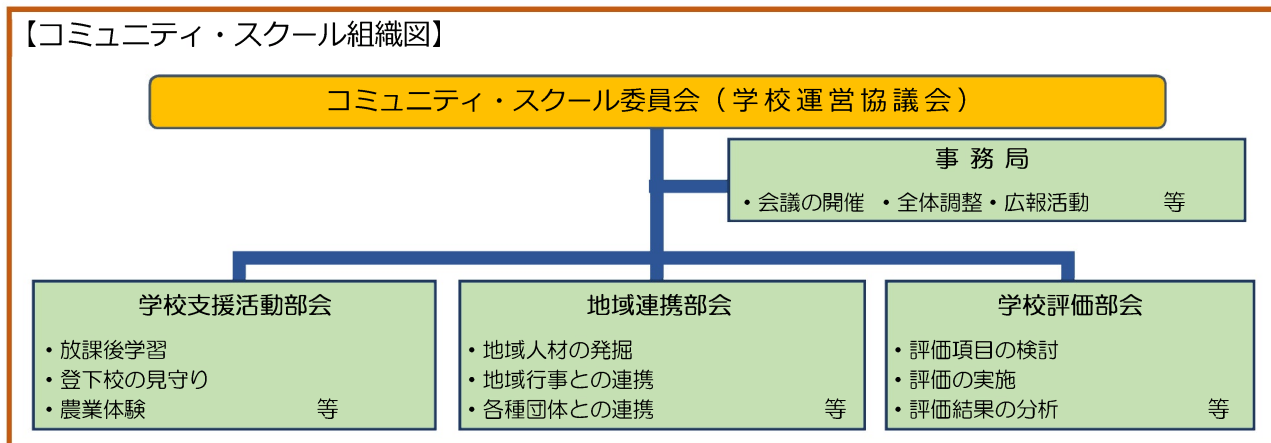 【コミュニティ・スクール組織図】
コミュニティ・スクール委員会（学校運営協議会）
事務局
・会議の開催 ・全体調整・広報活動 等
学校支援活動部会
・放課後学習
・登下校の見守り
・農業体験 等
地域連携部会
・地域人材の発掘
・地域行事との連携
・各種団体との連携 等
学校評価部会
・評価項目の検討
・評価の実施
・評価結果の分析 等